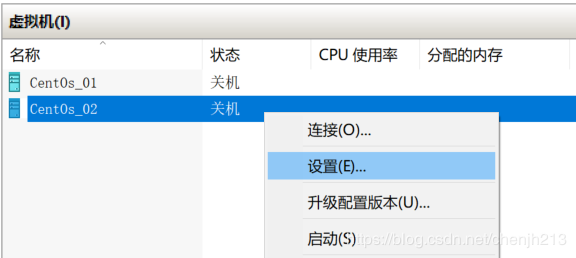 虚拟机(I)
名称 状态 CPU 使用率 分配的内存
CentOs_01 关机
CentOs_02 关机
连接(O)...
设置(E)...
升级配置版本(U)...
启动(S)
https://blog.csdn.net/chenjh213